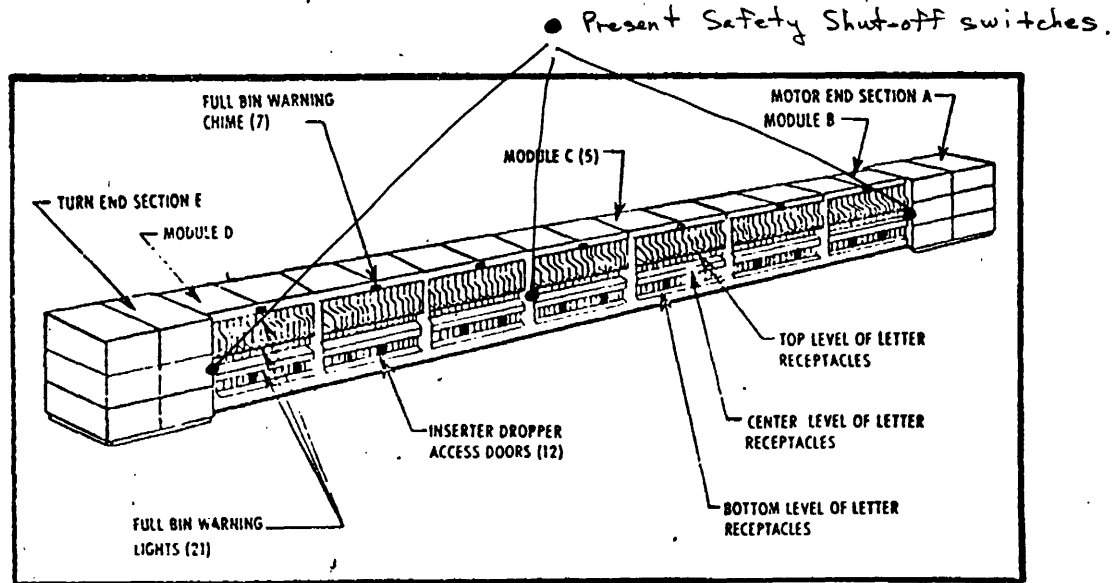 ● Present Safety Shut-off switches.
FULL BIN WARNING
CHIME (7)
MOTOR END SECTION A
MODULE B
MODULE C (5)
TURN END SECTION E
MODULE D
TOP LEVEL OF LETTER
RECEPTACLES
CENTER LEVEL OF LETTER
RECEPTACLES
INSERTER DROPPER
ACCESS DOORS (12)
BOTTOM LEVEL OF LETTER
RECEPTACLES
FULL BIN WARNING
LIGHTS (21)